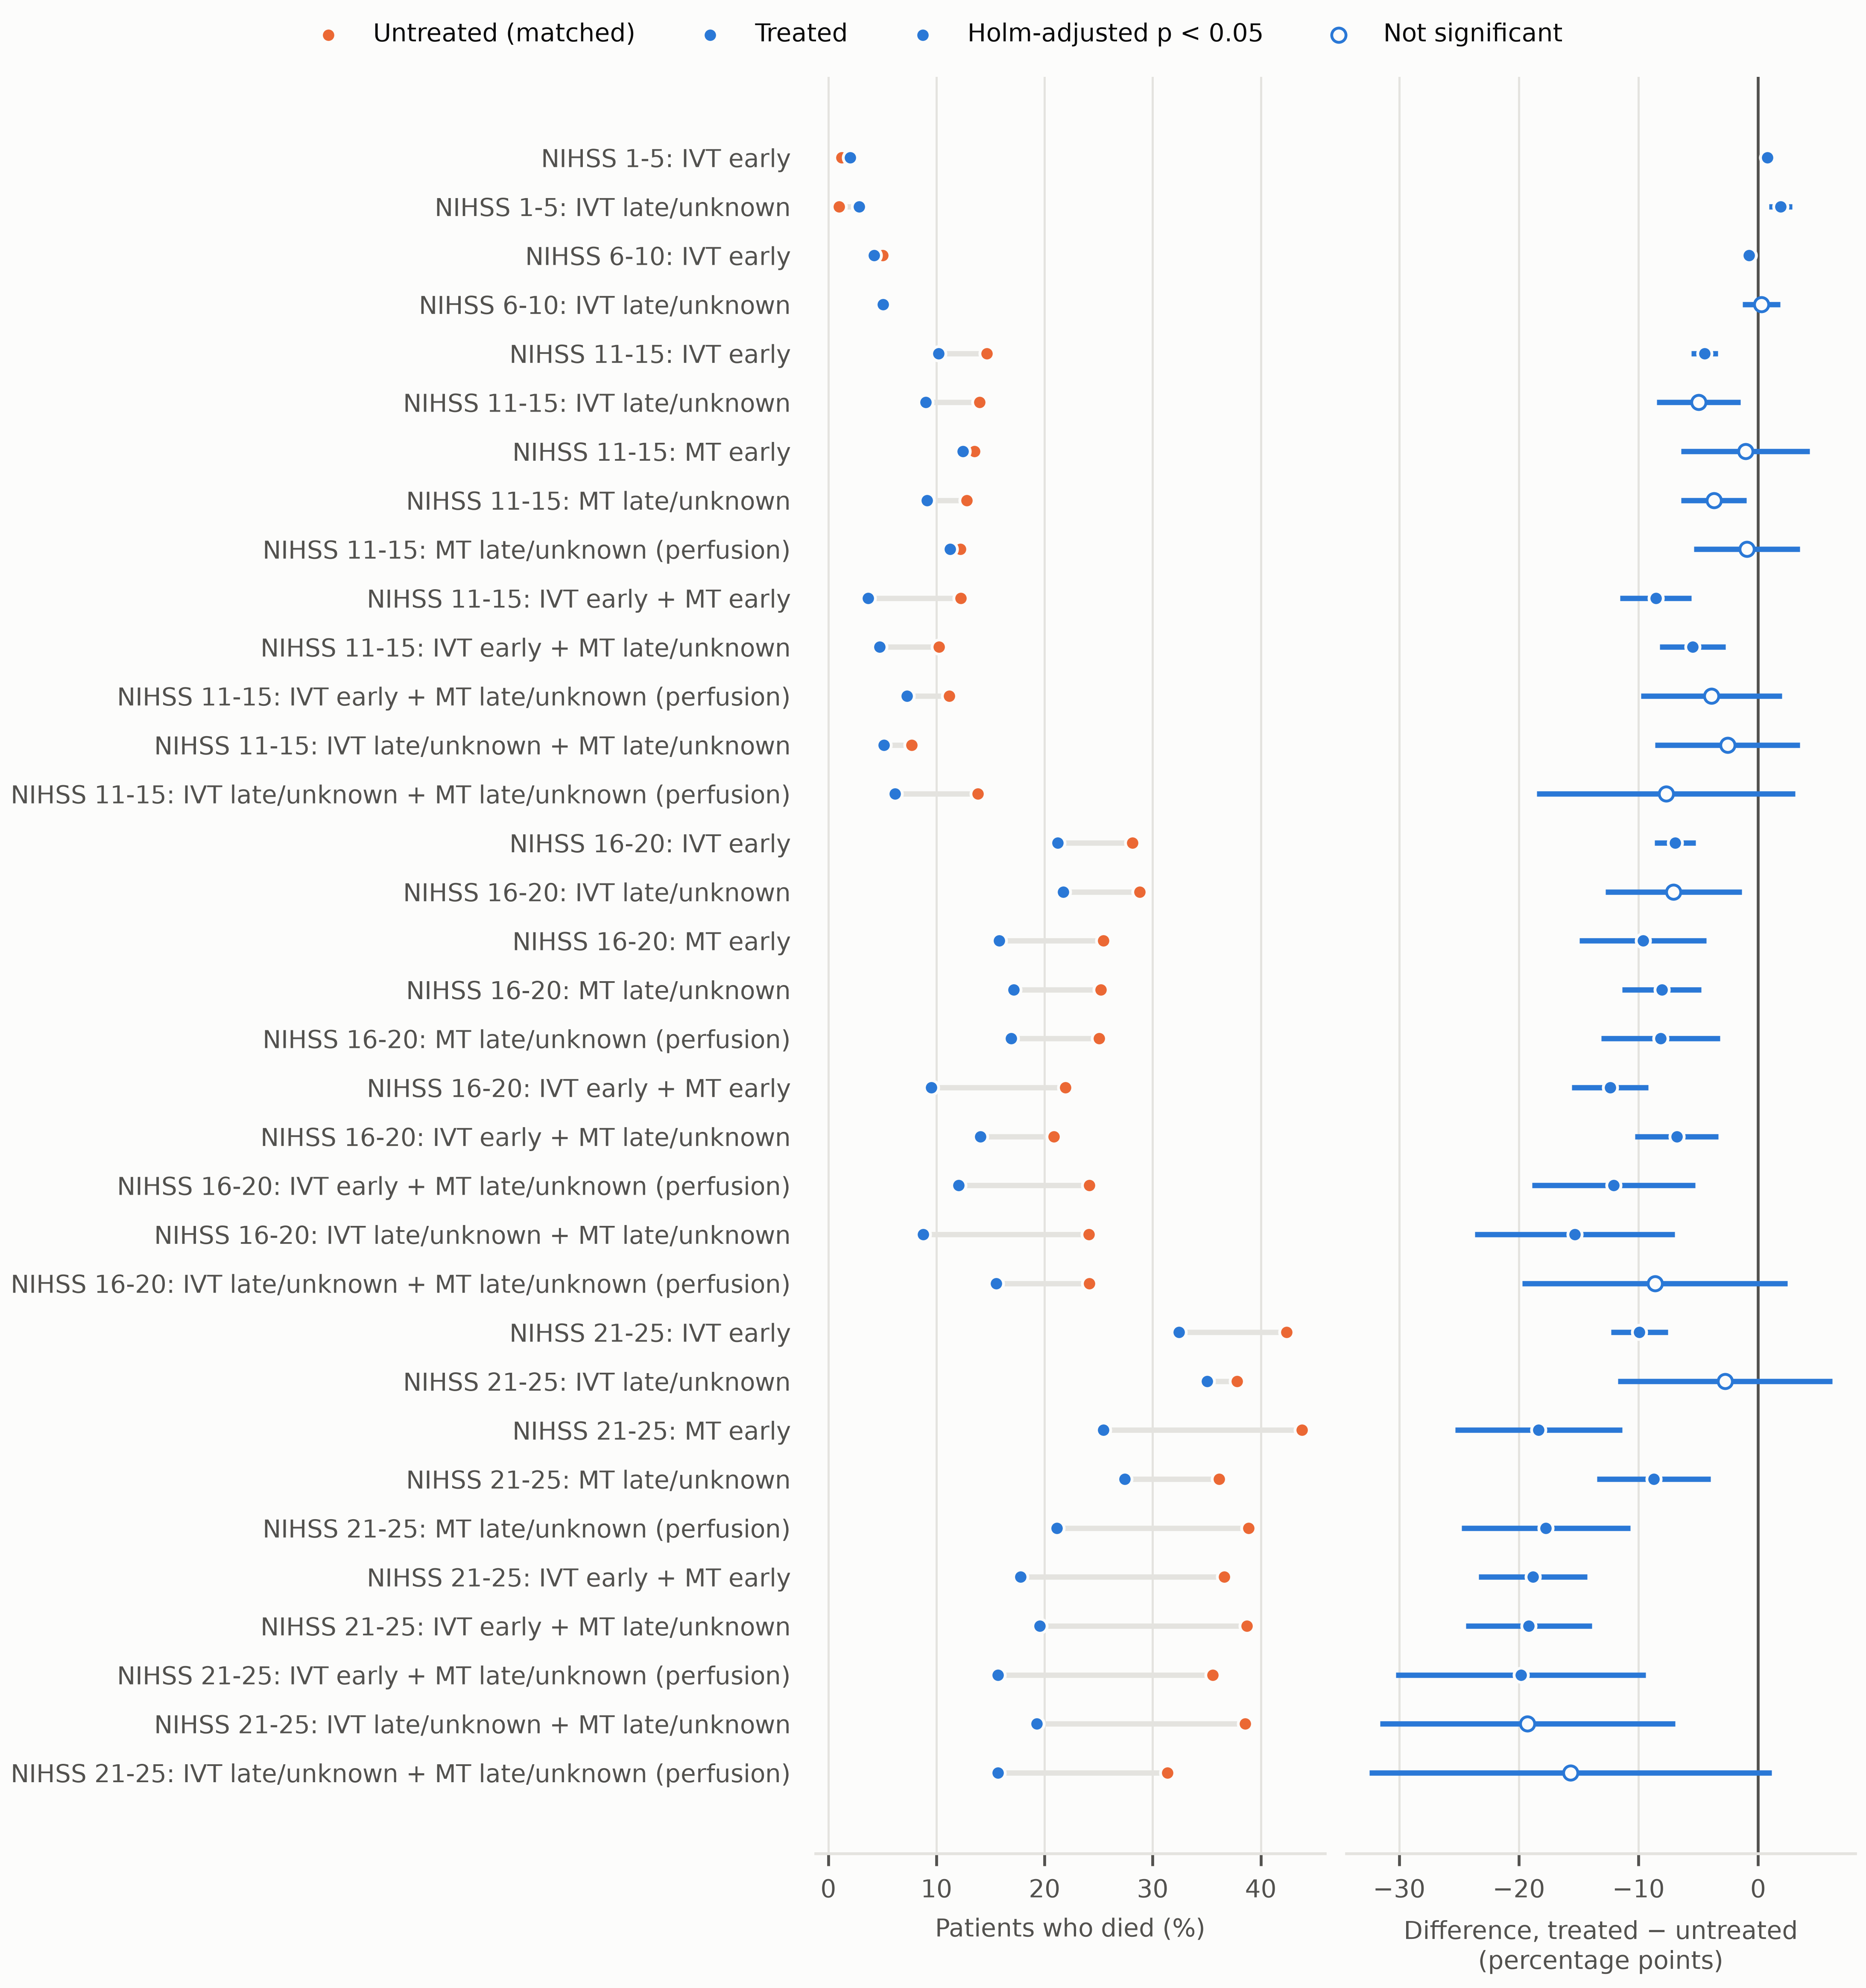 Untreated (matched) Treated Holm-adjusted p < 0.05 Not significant
NIHSS 1-5: IVT early
NIHSS 1-5: IVT late/unknown
NIHSS 6-10: IVT early
NIHSS 6-10: IVT late/unknown
NIHSS 11-15: IVT early
NIHSS 11-15: IVT late/unknown
NIHSS 11-15: MT early
NIHSS 11-15: MT late/unknown
NIHSS 11-15: MT late/unknown (perfusion)
NIHSS 11-15: IVT early + MT early
NIHSS 11-15: IVT early + MT late/unknown
NIHSS 11-15: IVT early + MT late/unknown (perfusion)
NIHSS 11-15: IVT late/unknown + MT late/unknown
NIHSS 11-15: IVT late/unknown + MT late/unknown (perfusion)
NIHSS 16-20: IVT early
NIHSS 16-20: IVT late/unknown
NIHSS 16-20: MT early
NIHSS 16-20: MT late/unknown
NIHSS 16-20: MT late/unknown (perfusion)
NIHSS 16-20: IVT early + MT early
NIHSS 16-20: IVT early + MT late/unknown
NIHSS 16-20: IVT early + MT late/unknown (perfusion)
NIHSS 16-20: IVT late/unknown + MT late/unknown
NIHSS 16-20: IVT late/unknown + MT late/unknown (perfusion)
NIHSS 21-25: IVT early
NIHSS 21-25: IVT late/unknown
NIHSS 21-25: MT early
NIHSS 21-25: MT late/unknown
NIHSS 21-25: MT late/unknown (perfusion)
NIHSS 21-25: IVT early + MT early
NIHSS 21-25: IVT early + MT late/unknown
NIHSS 21-25: IVT early + MT late/unknown (perfusion)
NIHSS 21-25: IVT late/unknown + MT late/unknown
NIHSS 21-25: IVT late/unknown + MT late/unknown (perfusion)
0 10 20 30 40
Patients who died (%)
−30 −20 −10 0
Difference, treated − untreated
(percentage points)